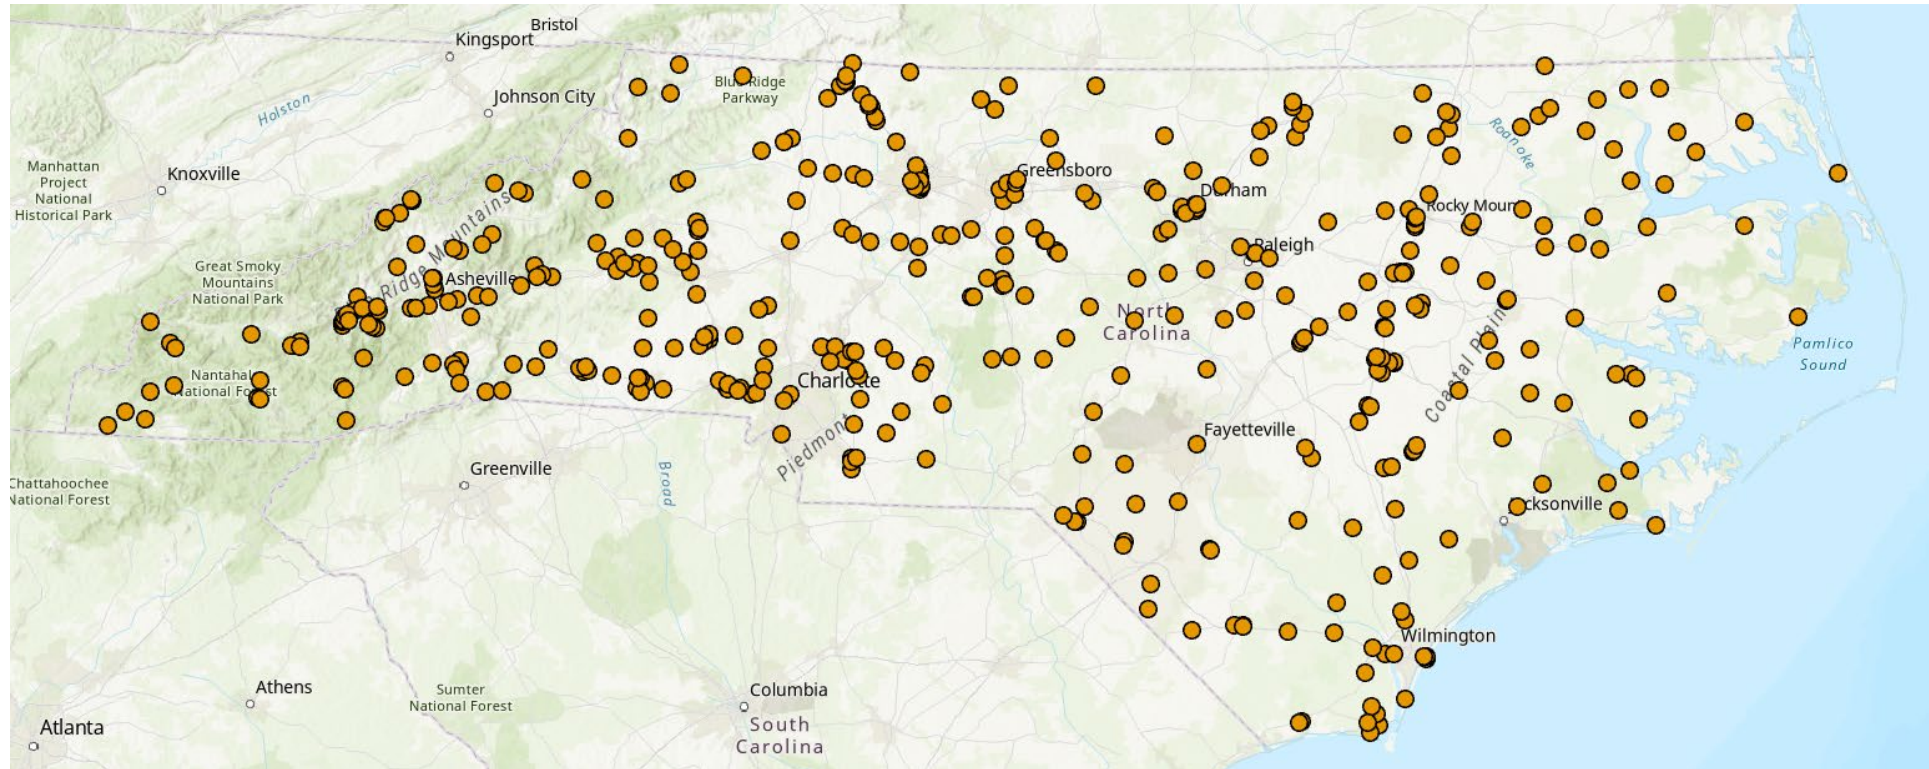 Bristol
Kingsport
Blue Ridge
Parkway
Johnson City
Holston
Roanoke
Manhattan
Project
National
Historical Park
Knoxville
Greensboro
Durham
Rocky Moun
Blue Ridge Mountains
Raleigh
Great Smoky
Mountains
National Park
Asheville
North
Carolina
Coastal Plain
Pamlico
Sound
Nantahala
National Forest
Charlotte
Piedmont
Fayetteville
Greenville
Broad
Chattahoochee
National Forest
Jacksonville
Wilmington
Athens
Sumter
National Forest
Columbia
South
Carolina
Atlanta